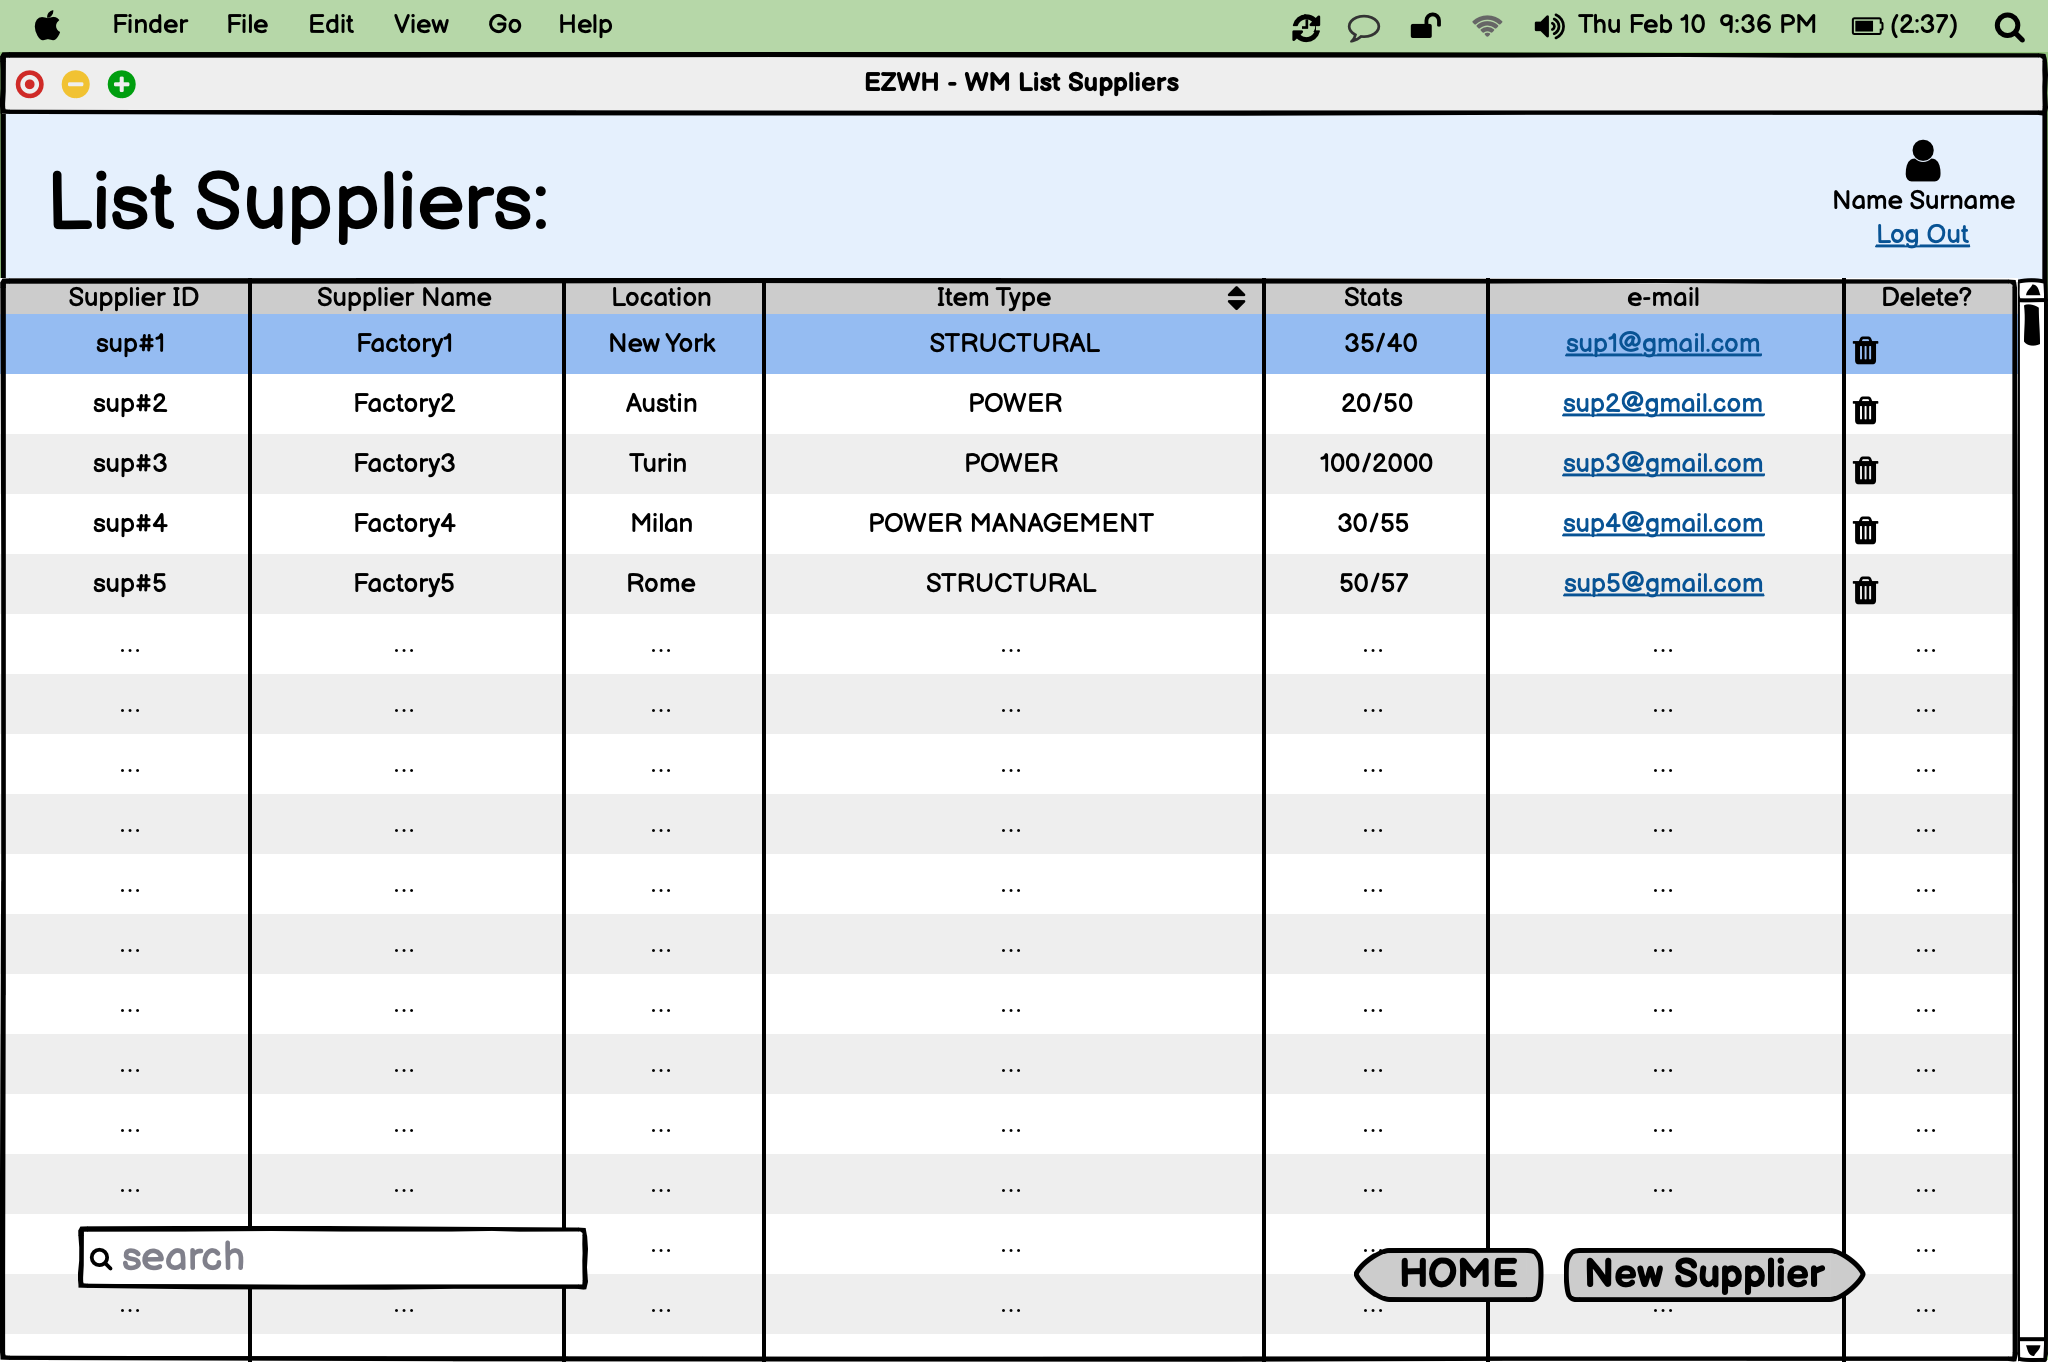 Finder File Edit View Go Help Thu Feb 10 9:36 PM (2:37)
EZWH - WM List Suppliers
List Suppliers:
Name Surname
Log Out
Supplier ID Supplier Name Location Item Type Stats e-mail Delete?
sup#1 Factory1 New York STRUCTURAL 35/40 sup1@gmail.com
sup#2 Factory2 Austin POWER 20/50 sup2@gmail.com
sup#3 Factory3 Turin POWER 100/2000 sup3@gmail.com
sup#4 Factory4 Milan POWER MANAGEMENT 30/55 sup4@gmail.com
sup#5 Factory5 Rome STRUCTURAL 50/57 sup5@gmail.com
... ... ... ... ... ... ...
... ... ... ... ... ... ...
... ... ... ... ... ... ...
... ... ... ... ... ... ...
... ... ... ... ... ... ...
... ... ... ... ... ... ...
... ... ... ... ... ... ...
... ... ... ... ... ... ...
... ... ... ... ... ... ...
... ... ... ... ... ... ...
... ... ... ...
search HOME New Supplier
... ... ... ... ... ... ...